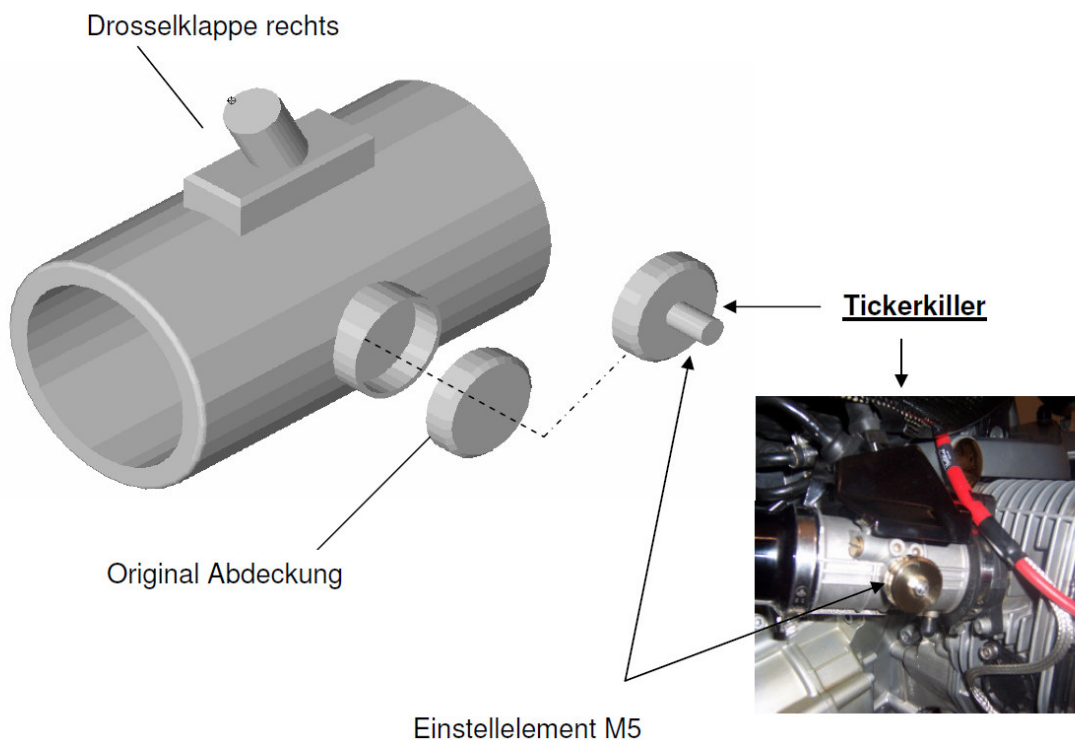 Drosselklappe rechts
Tickerkiller
Original Abdeckung
Einstellelement M5